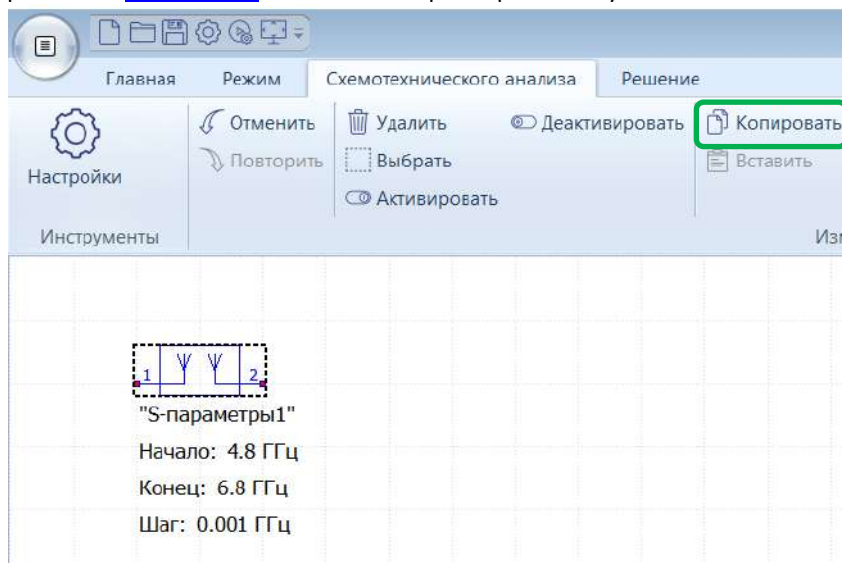 Главная Режим Схемотехнического анализа Решение
Настройки
Отменить
Повторить
Удалить
Выбрать
Активировать
Деактивировать
Копировать
Вставить
Инструменты
Изм
1 2
"S-параметры1"
Начало: 4.8 ГГц
Конец: 6.8 ГГц
Шаг: 0.001 ГГц